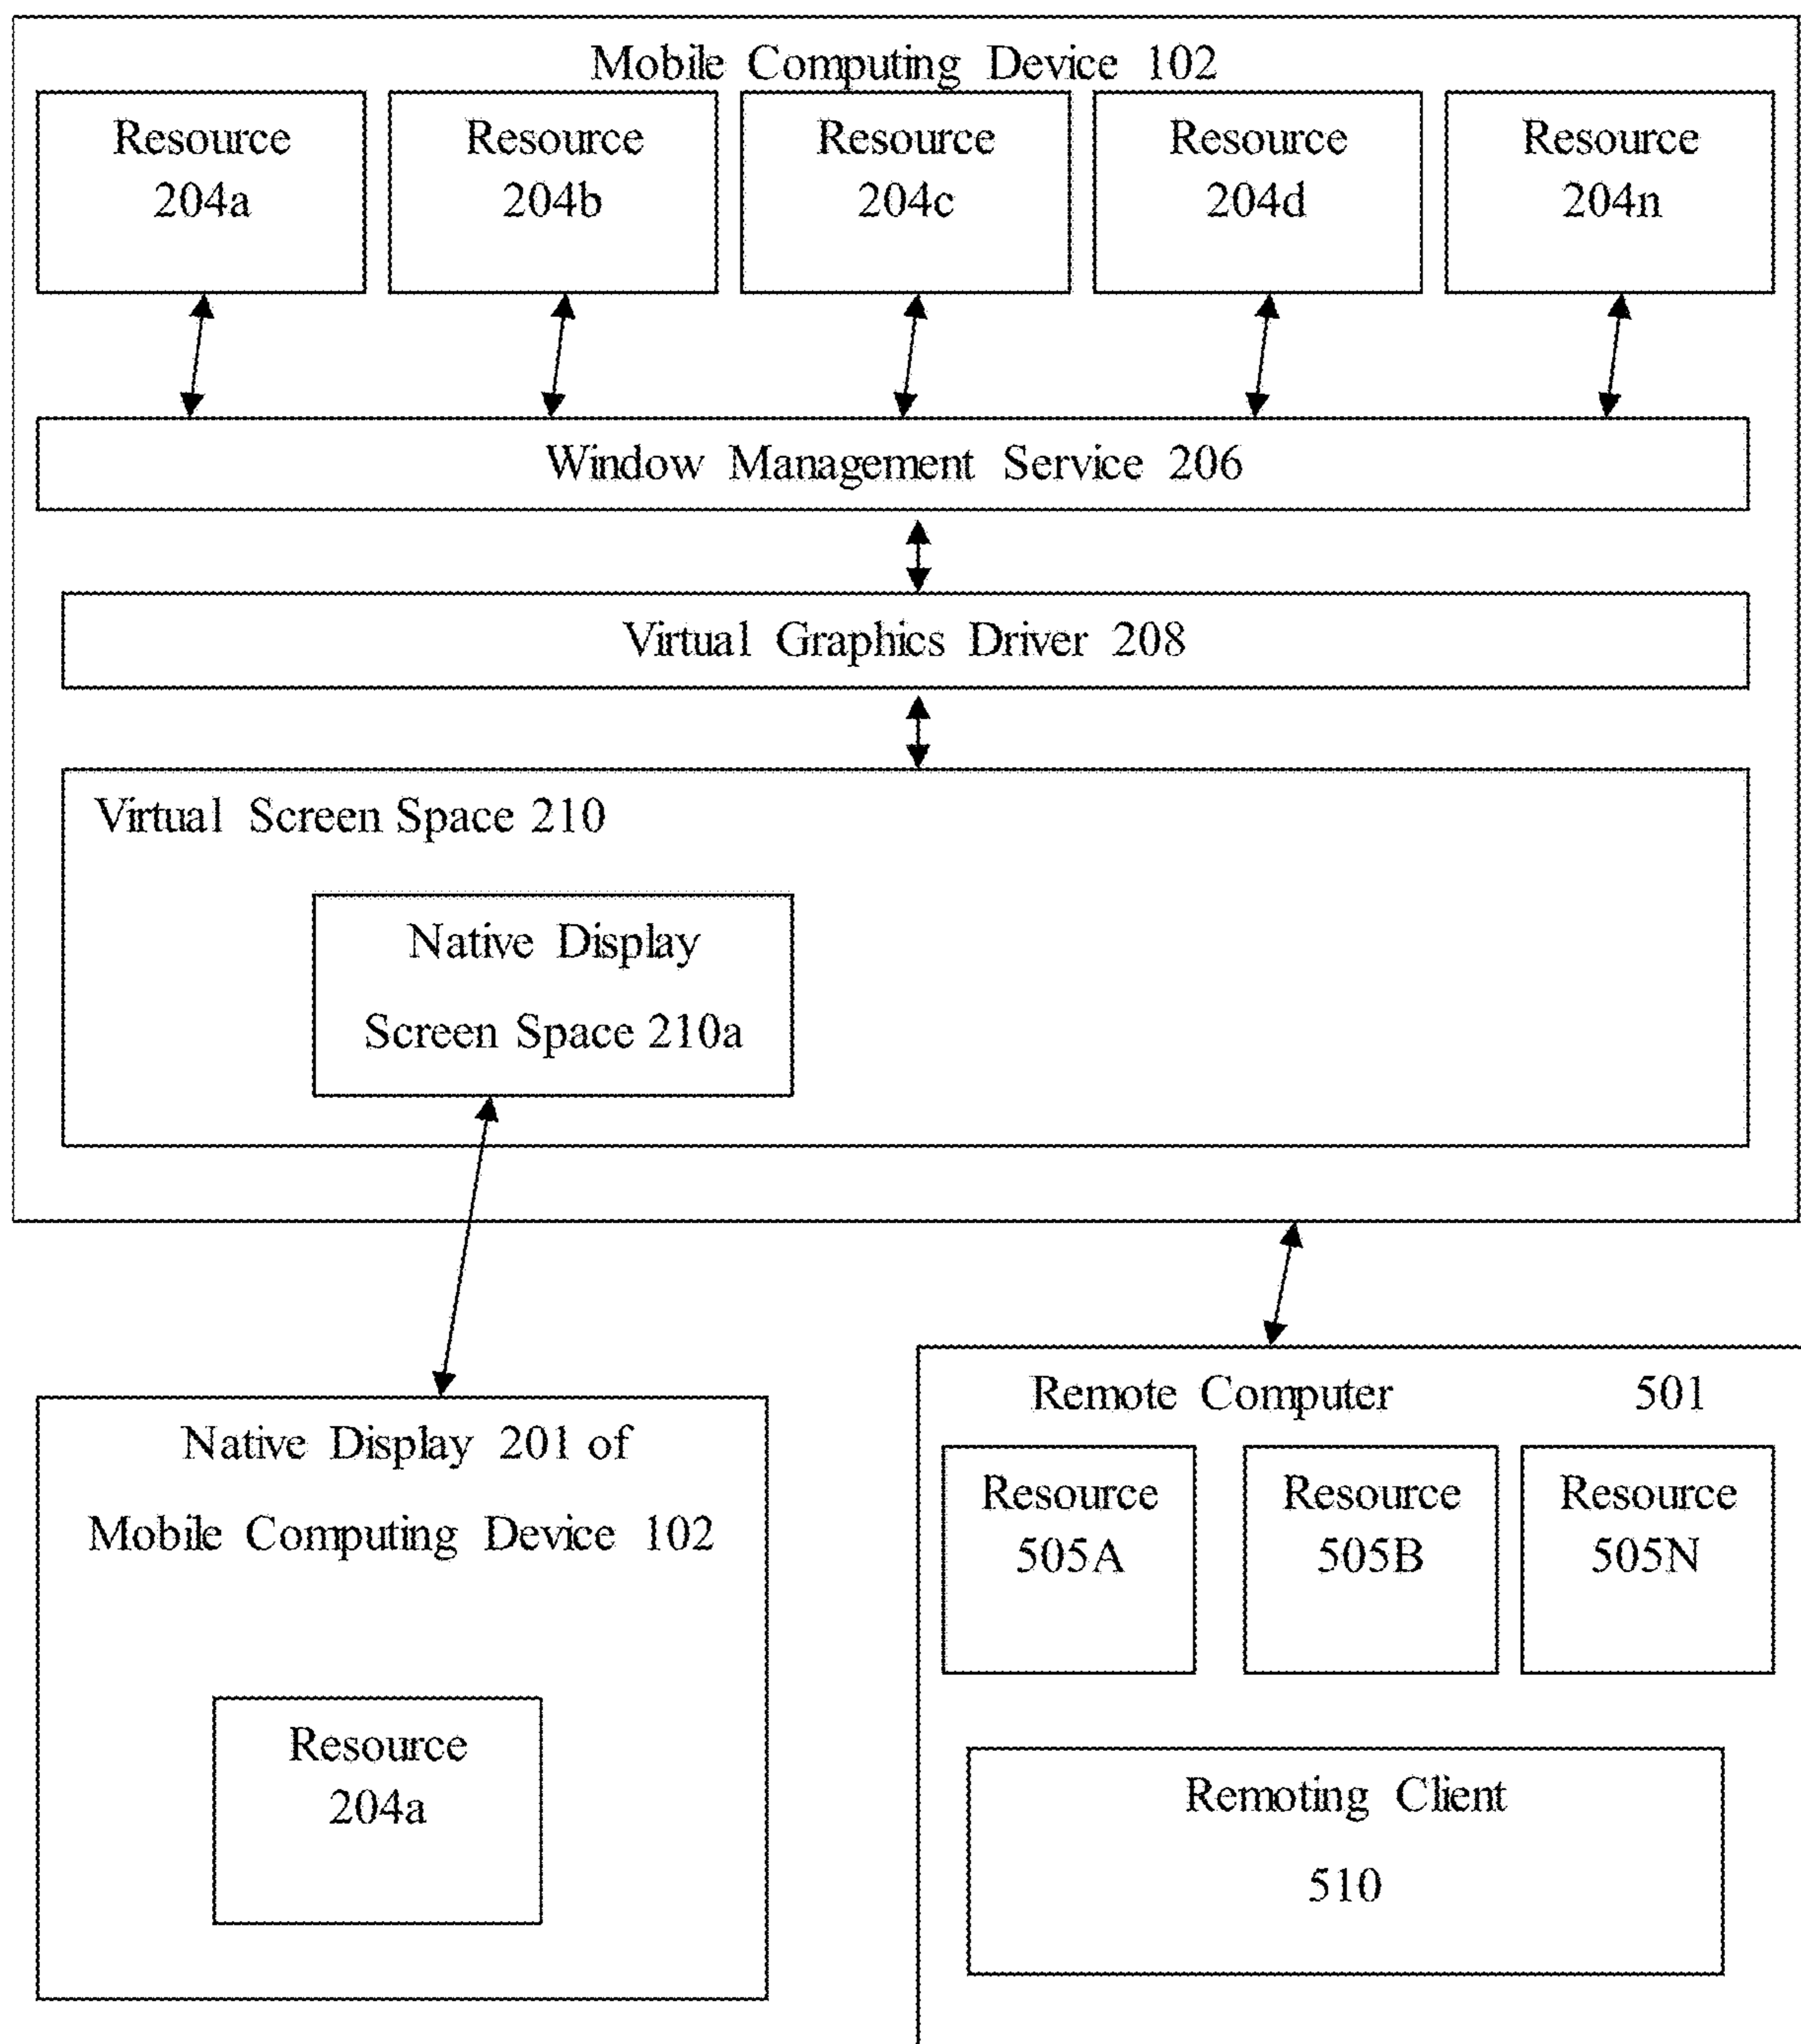 Mobile Computing Device 102
Resource
204a
Resource
204b
Resource
204c
Resource
204d
Resource
204n
Window Management Service 206
Virtual Graphics Driver 208
Virtual Screen Space 210
Native Display
Screen Space 210a
Native Display 201 of
Mobile Computing Device 102
Resource
204a
Remote Computer 501
Resource
505A
Resource
505B
Resource
505N
Remoting Client
510